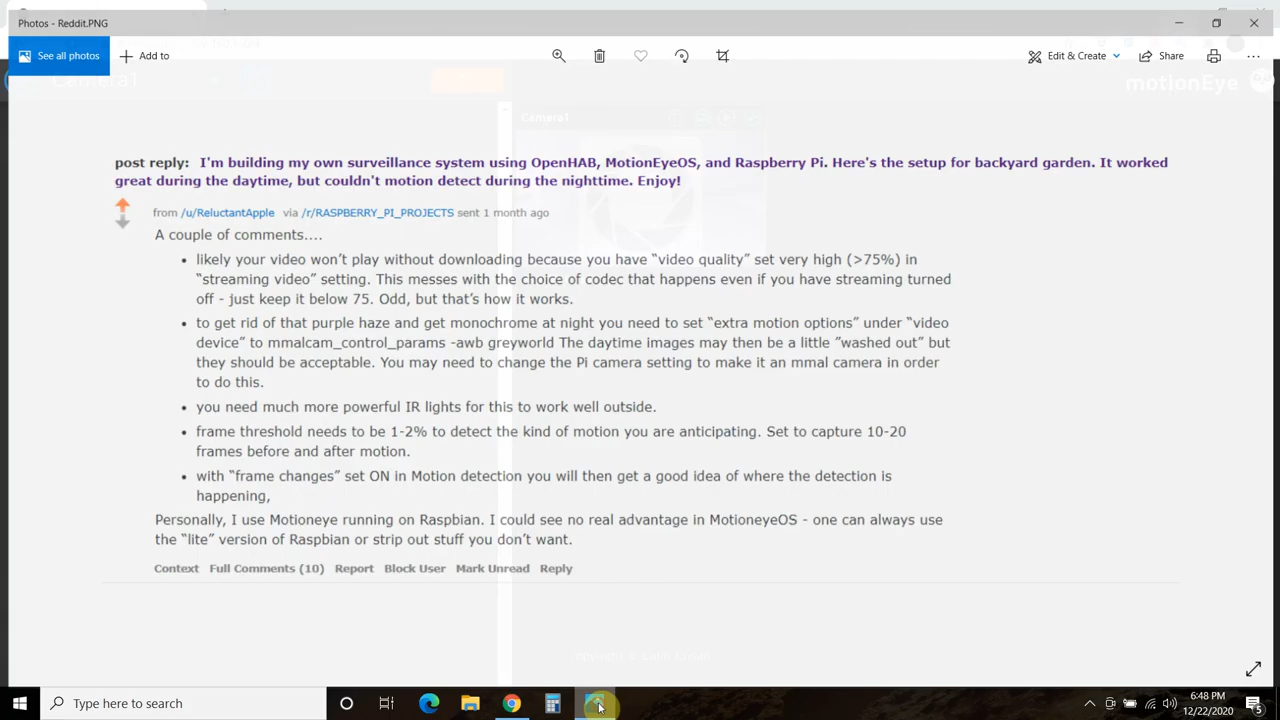 Photos - Reddit.PNG
See all photos
Add to
Edit & Create
Share
Camera1
motionEye
Camera1
post reply: I'm building my own surveillance system using OpenHAB, MotionEyeOS, and Raspberry Pi. Here's the setup for backyard garden. It worked
great during the daytime, but couldn't motion detect during the nighttime. Enjoy!
from /u/ReluctantApple via /r/RASPBERRY_PI_PROJECTS sent 1 month ago
A couple of comments....
• likely your video won't play without downloading because you have "video quality" set very high (>75%) in
"streaming video" setting. This messes with the choice of codec that happens even if you have streaming turned
off - just keep it below 75. Odd, but that's how it works.
• to get rid of that purple haze and get monochrome at night you need to set "extra motion options" under "video
device" to mmalcam_control_params -awb greyworld The daytime images may then be a little "washed out" but
they should be acceptable. You may need to change the Pi camera setting to make it an mmal camera in order
to do this.
• you need much more powerful IR lights for this to work well outside.
• frame threshold needs to be 1-2% to detect the kind of motion you are anticipating. Set to capture 10-20
frames before and after motion.
• with "frame changes" set ON in Motion detection you will then get a good idea of where the detection is
happening,
Personally, I use Motioneye running on Raspbian. I could see no real advantage in MotioneyeOS - one can always use
the "lite" version of Raspbian or strip out stuff you don't want.
Context Full Comments (10) Report Block User Mark Unread Reply
Type here to search
6:48 PM
12/22/2020
5